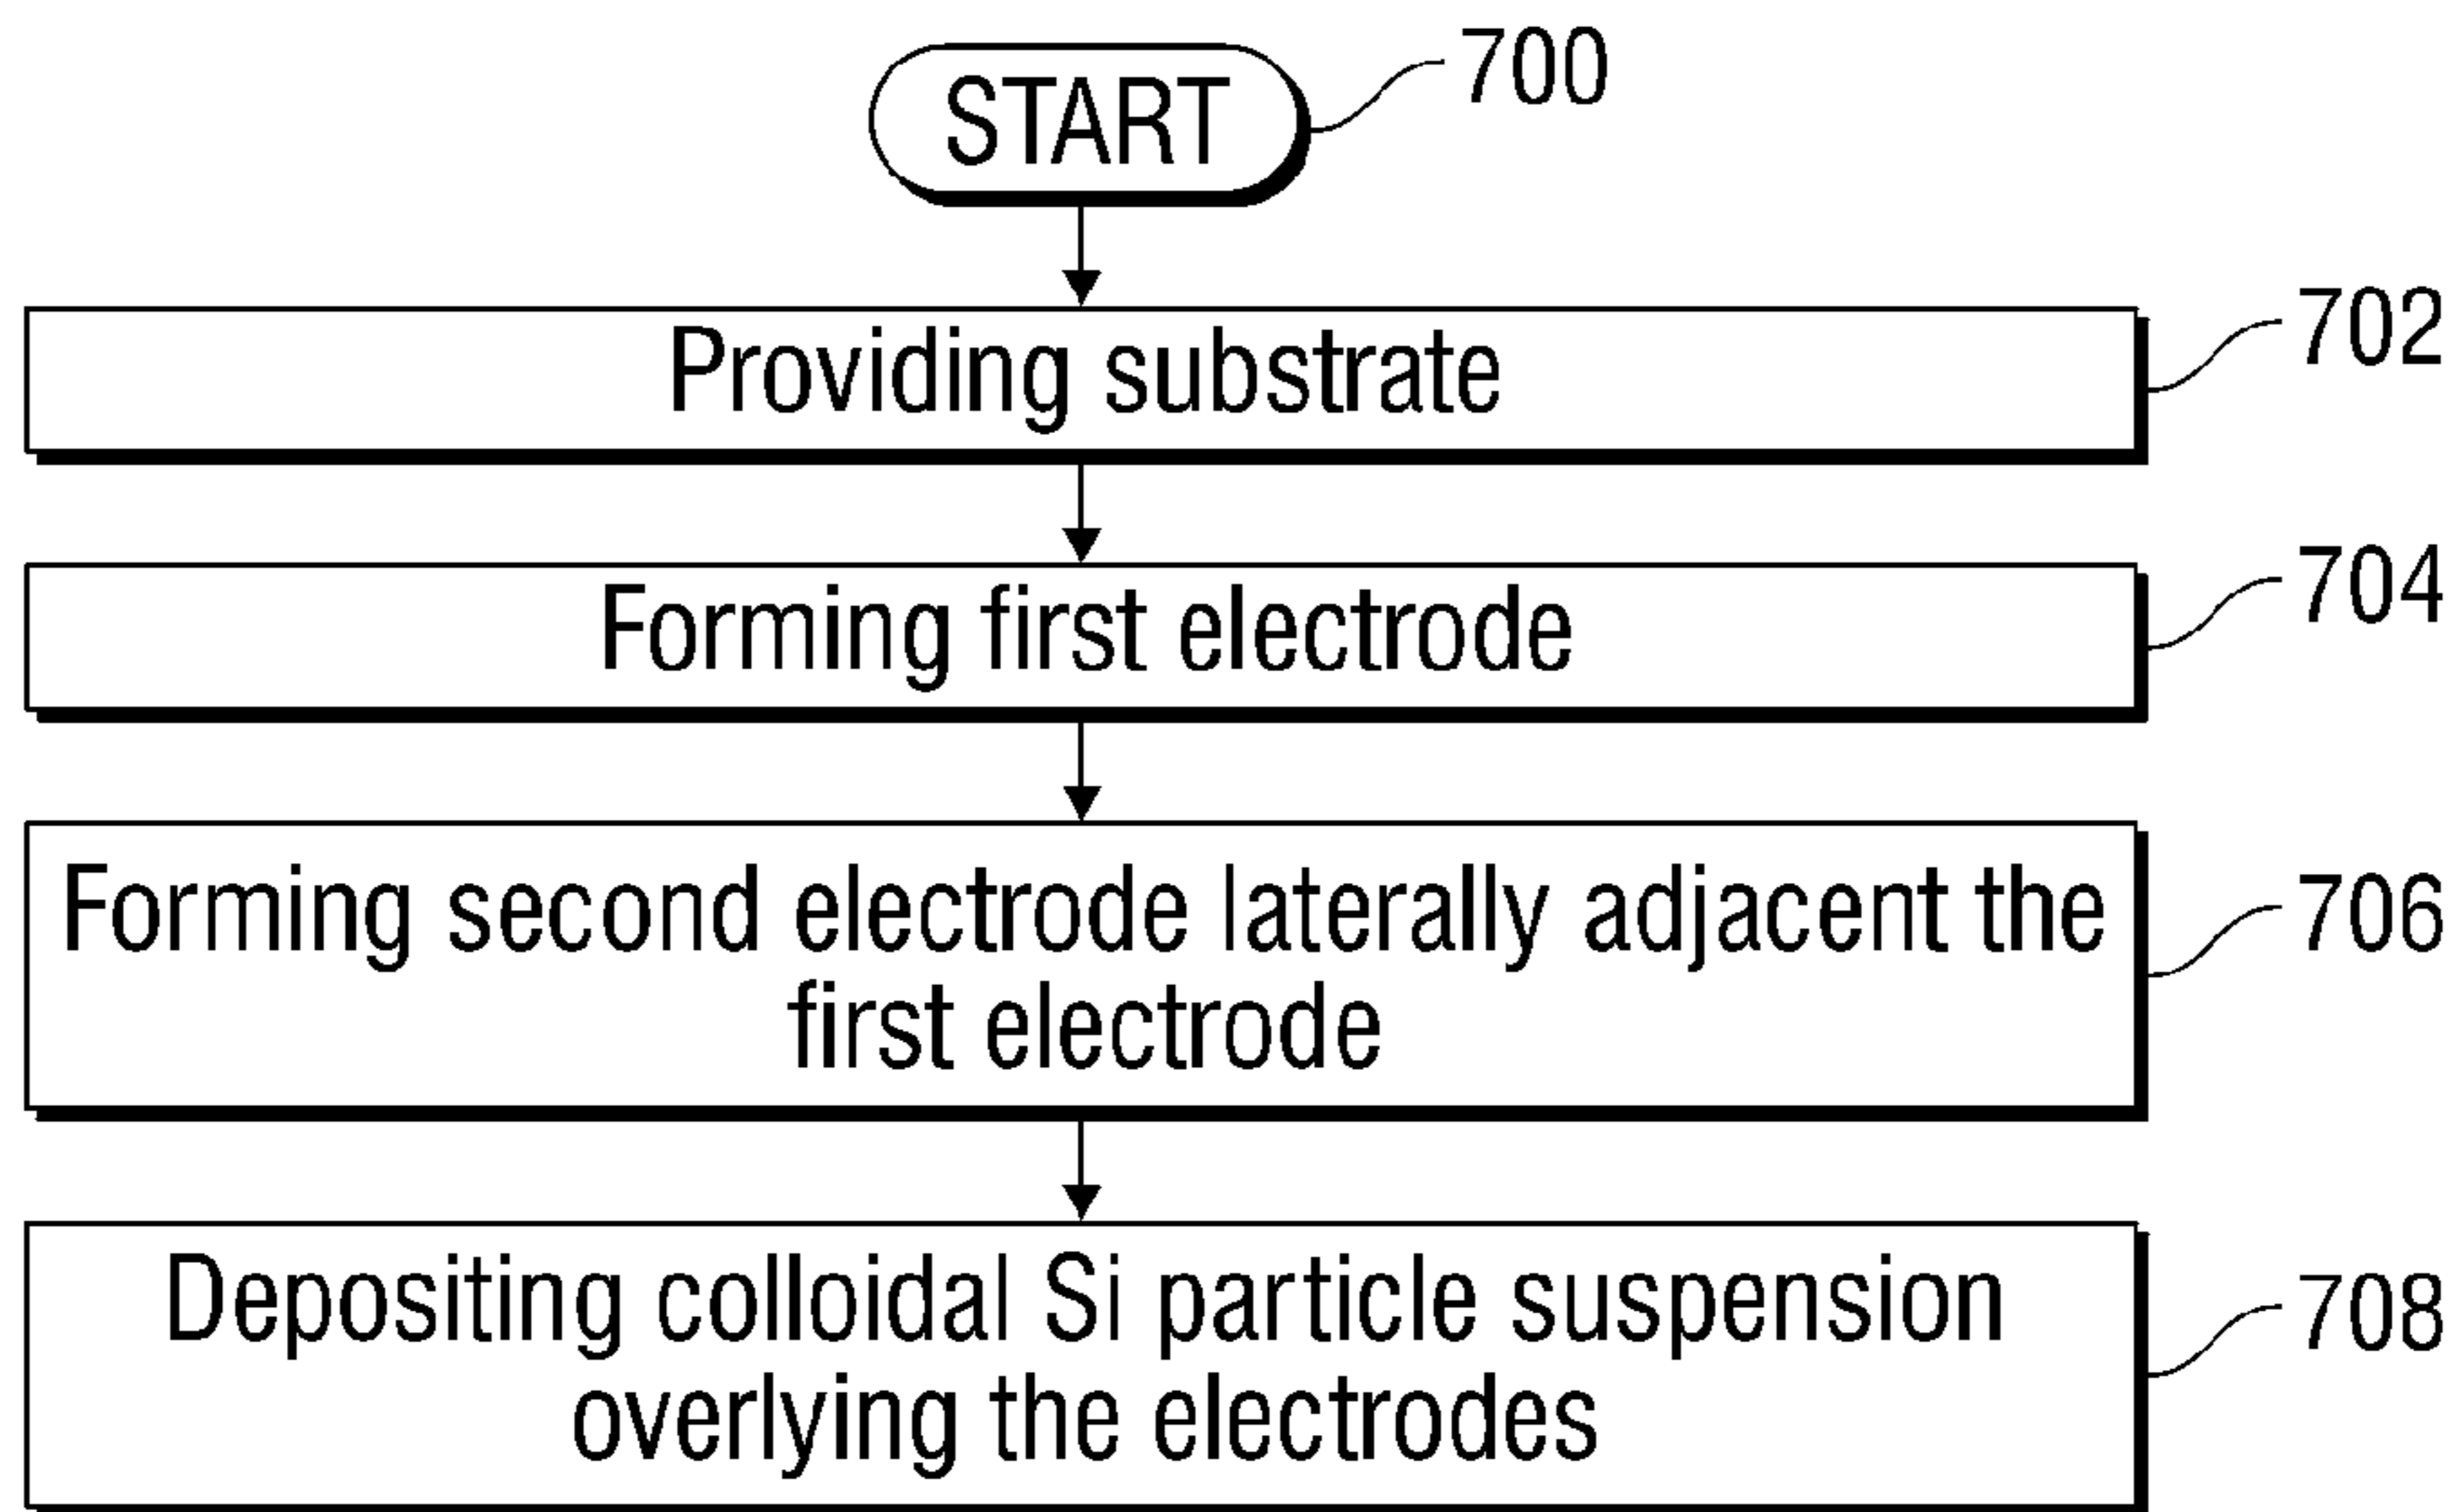 START
700
Providing substrate
702
Forming first electrode
704
Forming second electrode laterally adjacent the
first electrode
706
Depositing colloidal Si particle suspension
overlying the electrodes
708